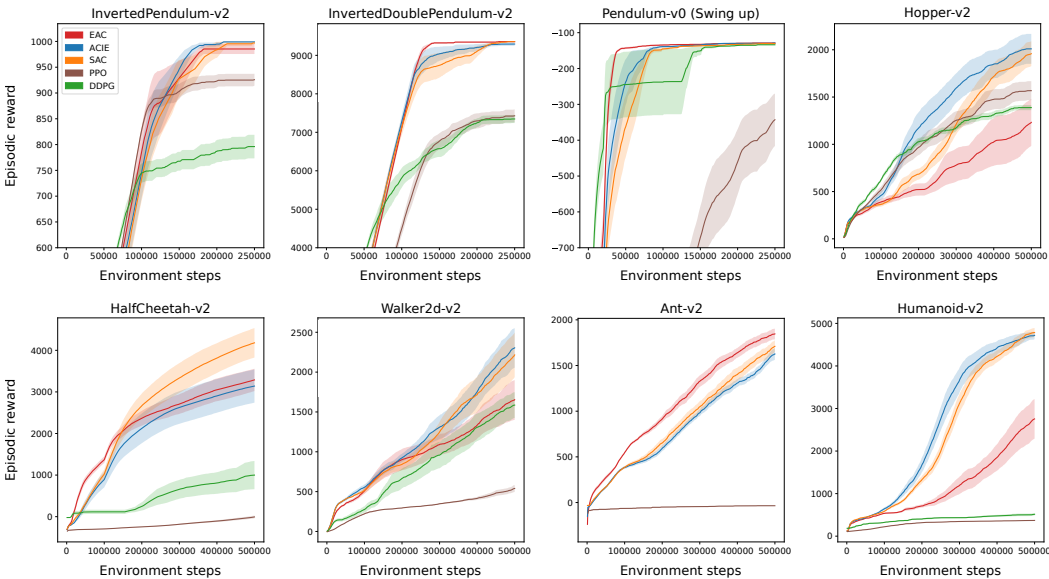 InvertedPendulum-v2
InvertedDoublePendulum-v2
Pendulum-v0 (Swing up)
Hopper-v2
EAC
ACIE
SAC
PPO
DDPG
Episodic reward
1000
950
900
850
800
750
700
650
600
0 50000 100000 150000 200000 250000
Environment steps
9000
8000
7000
6000
5000
4000
0 50000 100000 150000 200000 250000
Environment steps
−100
−200
−300
−400
−500
−600
−700
0 50000 100000 150000 200000 250000
Environment steps
2000
1500
1000
500
0
0 100000 200000 300000 400000 500000
Environment steps
HalfCheetah-v2
Walker2d-v2
Ant-v2
Humanoid-v2
Episodic reward
4000
3000
2000
1000
0
0 100000 200000 300000 400000 500000
Environment steps
2500
2000
1500
1000
500
0
0 100000 200000 300000 400000 500000
Environment steps
2000
1500
1000
500
0
0 100000 200000 300000 400000 500000
Environment steps
5000
4000
3000
2000
1000
0
0 100000 200000 300000 400000 500000
Environment steps